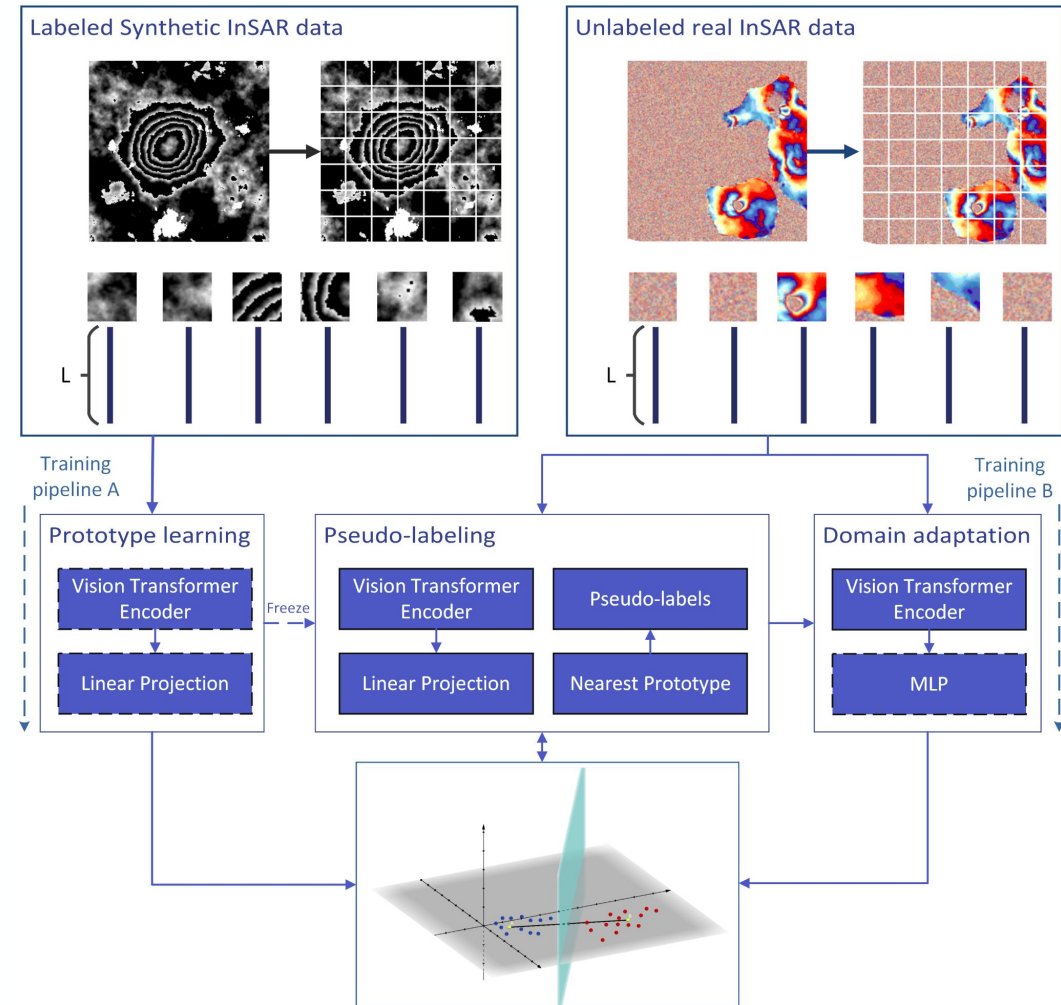 Labeled Synthetic InSAR data
Unlabeled real InSAR data
L
L
Training
pipeline A
Training
pipeline B
Prototype learning
Vision Transformer
Encoder
Linear Projection
Freeze
Pseudo-labeling
Vision Transformer
Encoder
Linear Projection
Pseudo-labels
Nearest Prototype
Domain adaptation
Vision Transformer
Encoder
MLP